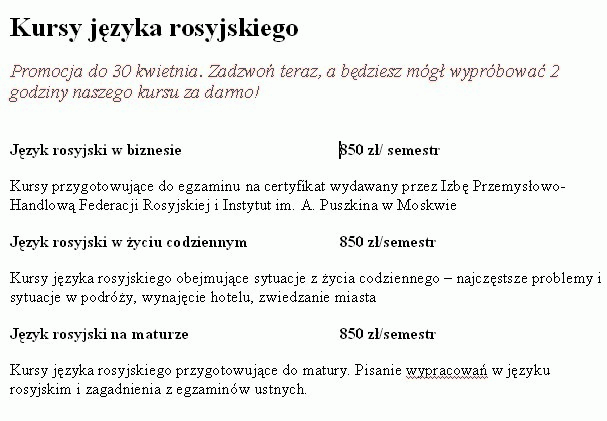 Kursy języka rosyjskiego
Promocja do 30 kwietnia. Zadzwoń teraz, a będziesz mógł wypróbować 2
godziny naszego kursu za darmo!
Język rosyjski w biznesie 850 zł/ semestr
Kursy przygotowujące do egzaminu na certyfikat wydawany przez Izbę Przemysłowo-
Handlową Federacji Rosyjskiej i Instytut im. A. Puszkina w Moskwie
Język rosyjski w życiu codziennym 850 zł/semestr
Kursy języka rosyjskiego obejmujące sytuacje z życia codziennego – najczęstsze problemy i
sytuacje w podróży, wynajęcie hotelu, zwiedzanie miasta
Język rosyjski na maturze 850 zł/semestr
Kursy języka rosyjskiego przygotowujące do matury. Pisanie wypracowań w języku
rosyjskim i zagadnienia z egzaminów ustnych.